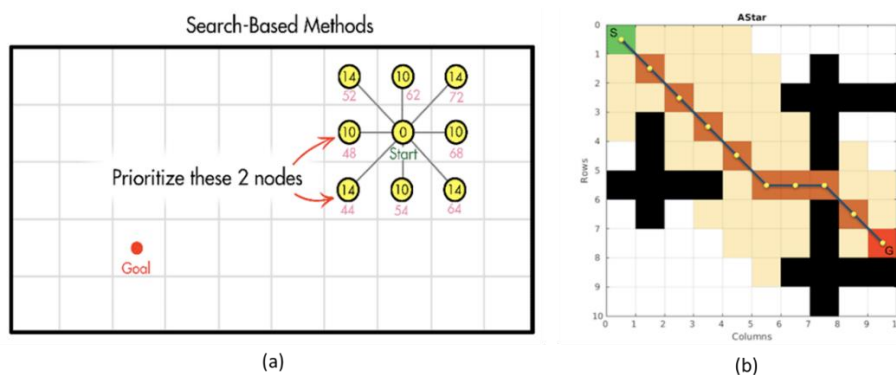 Search-Based Methods
14 10 14
52 62 72
10 0 10
48 Start 68
Prioritize these 2 nodes
14 10 14
44 54 64
Goal
(a)
AStar
S
G
Rows
0
1
2
3
4
5
6
7
8
9
10
0 1 2 3 4 5 6 7 8 9 1
Columns
(b)